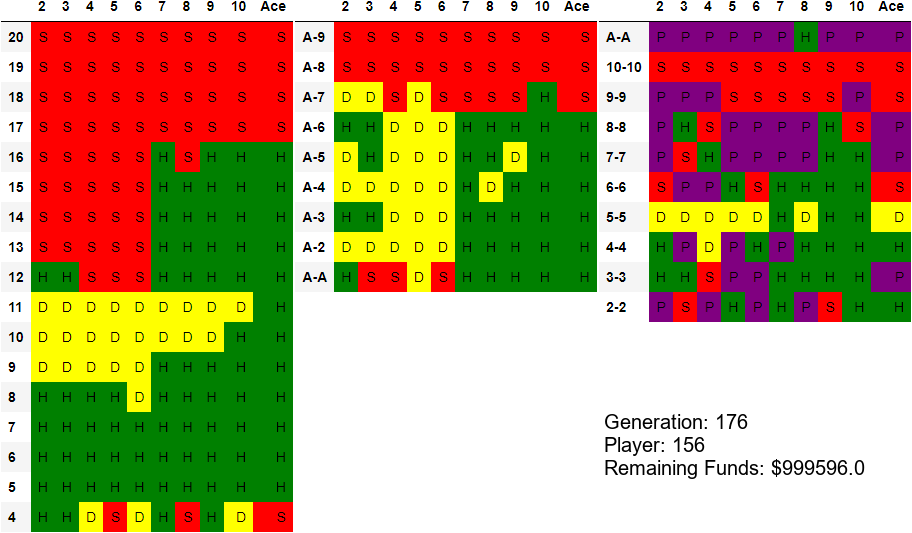 2 3 4 5 6 7 8 9 10 Ace
20 S S S S S S S S S S
19 S S S S S S S S S S
18 S S S S S S S S S S
17 S S S S S S S S S S
16 S S S S S H S H H H
15 S S S S S H H H H H
14 S S S S S H H H H H
13 S S S S S H H H H H
12 H H S S S H H H H H
11 D D D D D D D D D H
10 D D D D D D D D H H
9 D D D D D H H H H H
8 H H H H D H H H H H
7 H H H H H H H H H H
6 H H H H H H H H H H
5 H H H H H H H H H H
4 H H D S D H S H D S
2 3 4 5 6 7 8 9 10 Ace
A-9 S S S S S S S S S S
A-8 S S S S S S S S S S
A-7 D D S D S S S S H S
A-6 H H D D D H H H H H
A-5 D H D D D H H D H H
A-4 D D D D D H D H H H
A-3 H H D D D H H H H H
A-2 D D D D D H H H H H
A-A H S S D S H H H H H
2 3 4 5 6 7 8 9 10 Ace
A-A P P P P P P H P P P
10-10 S S S S S S S S S S
9-9 P P P S S S S S P S
8-8 P H S P P P P H S P
7-7 P S H P P P P H H P
6-6 S P P H S H H H H S
5-5 D D D D D H D H H D
4-4 H P D P H P H H H H
3-3 H H S P P H H H H P
2-2 P S P H P H P S H H
Generation: 176
Player: 156
Remaining Funds: $999596.0